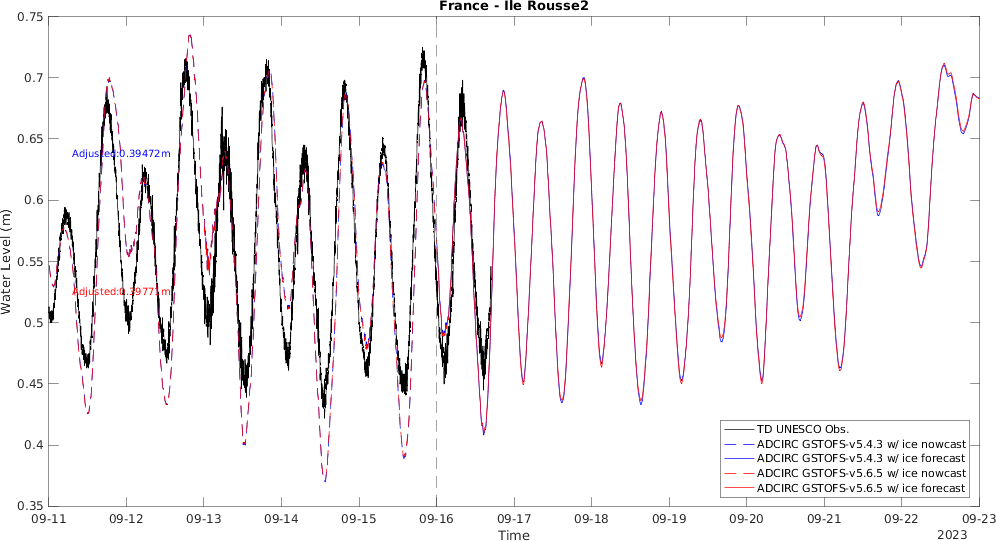 France - Ile Rousse2
Water Level (m)
0.75
0.7
0.65
0.6
0.55
0.5
0.45
0.4
0.35
Adjusted:0.39472m
Adjusted:0.39771m
TD UNESCO Obs.
ADCIRC GSTOFS-v5.4.3 w/ ice nowcast
ADCIRC GSTOFS-v5.4.3 w/ ice forecast
ADCIRC GSTOFS-v5.6.5 w/ ice nowcast
ADCIRC GSTOFS-v5.6.5 w/ ice forecast
09-11 09-12 09-13 09-14 09-15 09-16 09-17 09-18 09-19 09-20 09-21 09-22 09-23
Time
2023